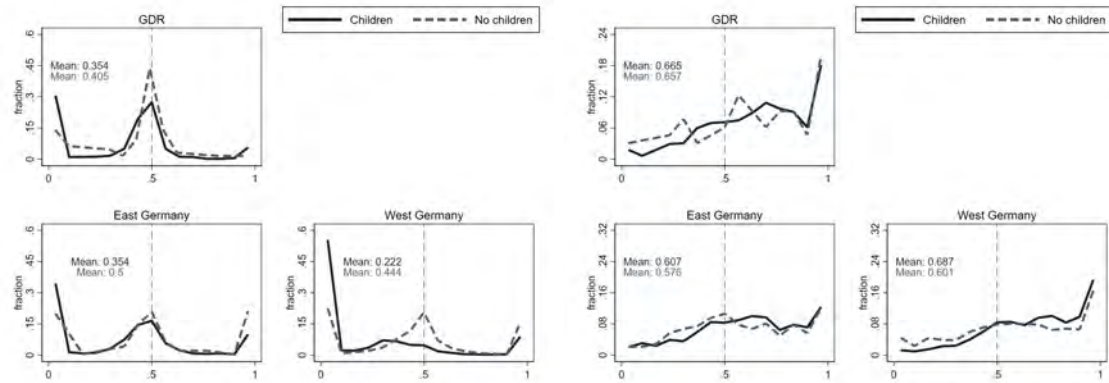 Children No children
Children No children
GDR
GDR
fraction
0 .15 .3 .45 .6
Mean: 0.354
Mean: 0.405
0 .5 1
fraction
0 .06 .12 .18 .24
Mean: 0.665
Mean: 0.657
0 .5 1
East Germany
West Germany
East Germany
West Germany
fraction
0 .15 .3 .45 .6
Mean: 0.354
Mean: 0.5
0 .5 1
fraction
0 .15 .3 .45 .6
Mean: 0.222
Mean: 0.444
0 .5 1
fraction
0 .08 .16 .24 .32
Mean: 0.607
Mean: 0.576
0 .5 1
fraction
0 .08 .16 .24 .32
Mean: 0.687
Mean: 0.601
0 .5 1